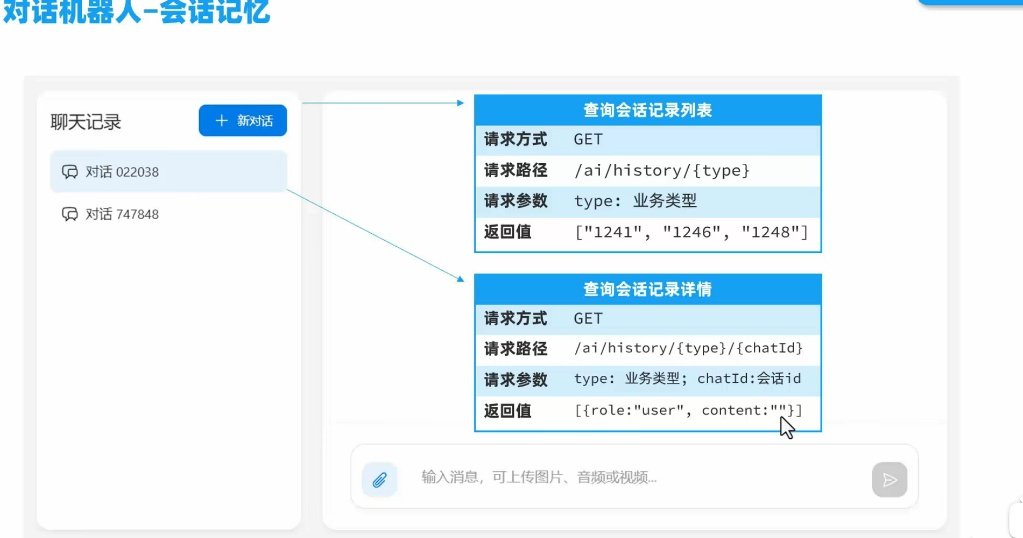 对话机器人-会话记忆
聊天记录
+ 新对话
对话 022038
对话 747848
查询会话记录列表
请求方式 GET
请求路径 /ai/history/{type}
请求参数 type: 业务类型
返回值 ["1241", "1246", "1248"]
查询会话记录详情
请求方式 GET
请求路径 /ai/history/{type}/{chatId}
请求参数 type: 业务类型; chatId:会话id
返回值 [{role:"user", content:""}]
输入消息，可上传图片、音频或视频...